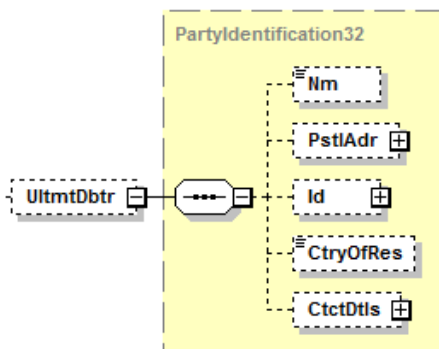 PartyIdentification32
Nm
PstlAdr
UltmtDbtr
Id
CtryOfRes
CtctDtls